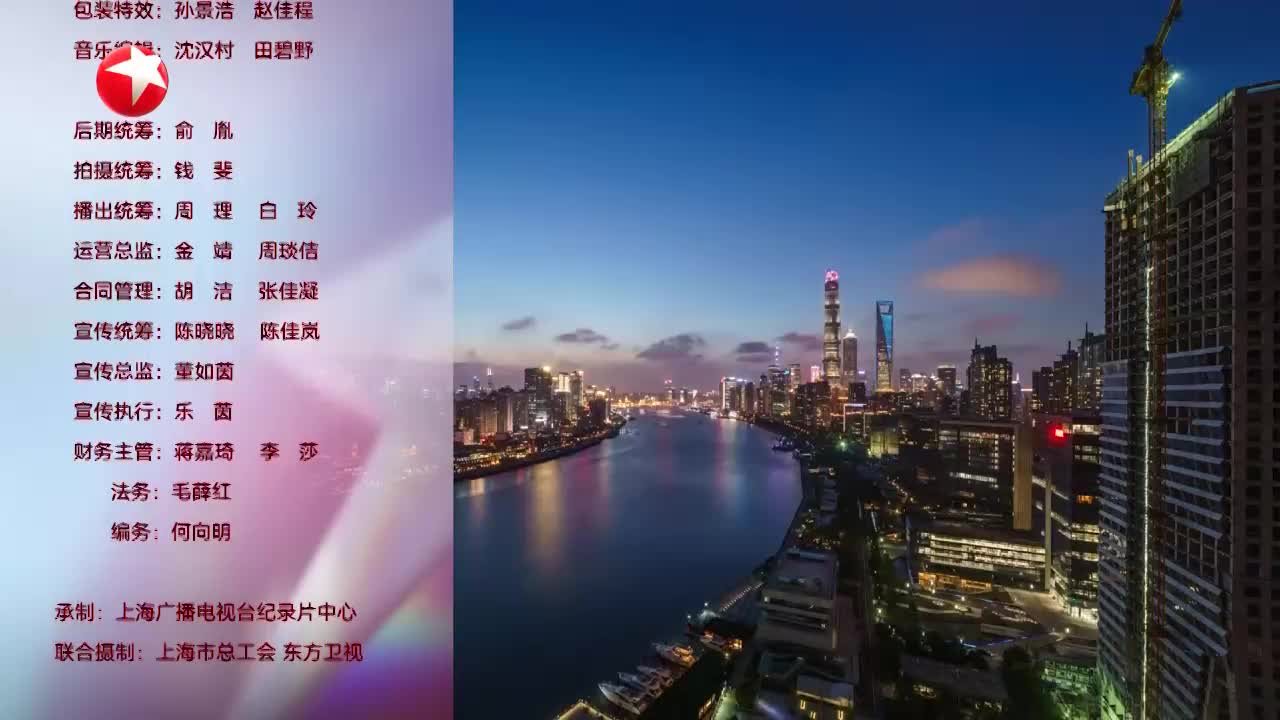 包装特效：孙景浩 赵佳程
音乐编辑：沈汉村 田碧野
后期统筹：俞 胤
拍摄统筹：钱 斐
播出统筹：周 理 白 玲
运营总监：金 靖 周琰佶
合同管理：胡 洁 张佳凝
宣传统筹：陈晓晓 陈佳岚
宣传总监：董如茵
宣传执行：乐 茵
财务主管：蒋嘉琦 李 莎
法务：毛薛红
编务：何向明
承制：上海广播电视台纪录片中心
联合摄制：上海市总工会 东方卫视